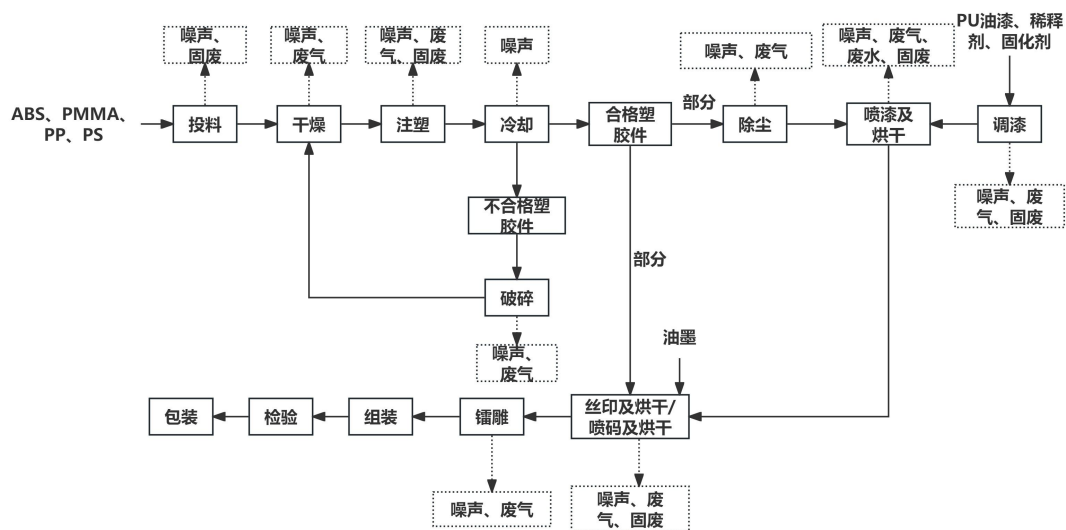 噪声、
固废
噪声、废
气
噪声、废
气、固废
噪声
噪声、废气
噪声、废气、
废水、固废
PU油漆、稀释
剂、固化剂
ABS、PMMA、
PP、PS
投料
干燥
注塑
冷却
合格塑
胶件
部分
除尘
喷漆及
烘干
调漆
噪声、废
气、固废
不合格塑
胶件
部分
破碎
噪声、
废气
油墨
包装
检验
组装
镭雕
丝印及烘干/
喷码及烘干
噪声、废气
噪声、废
气、固废